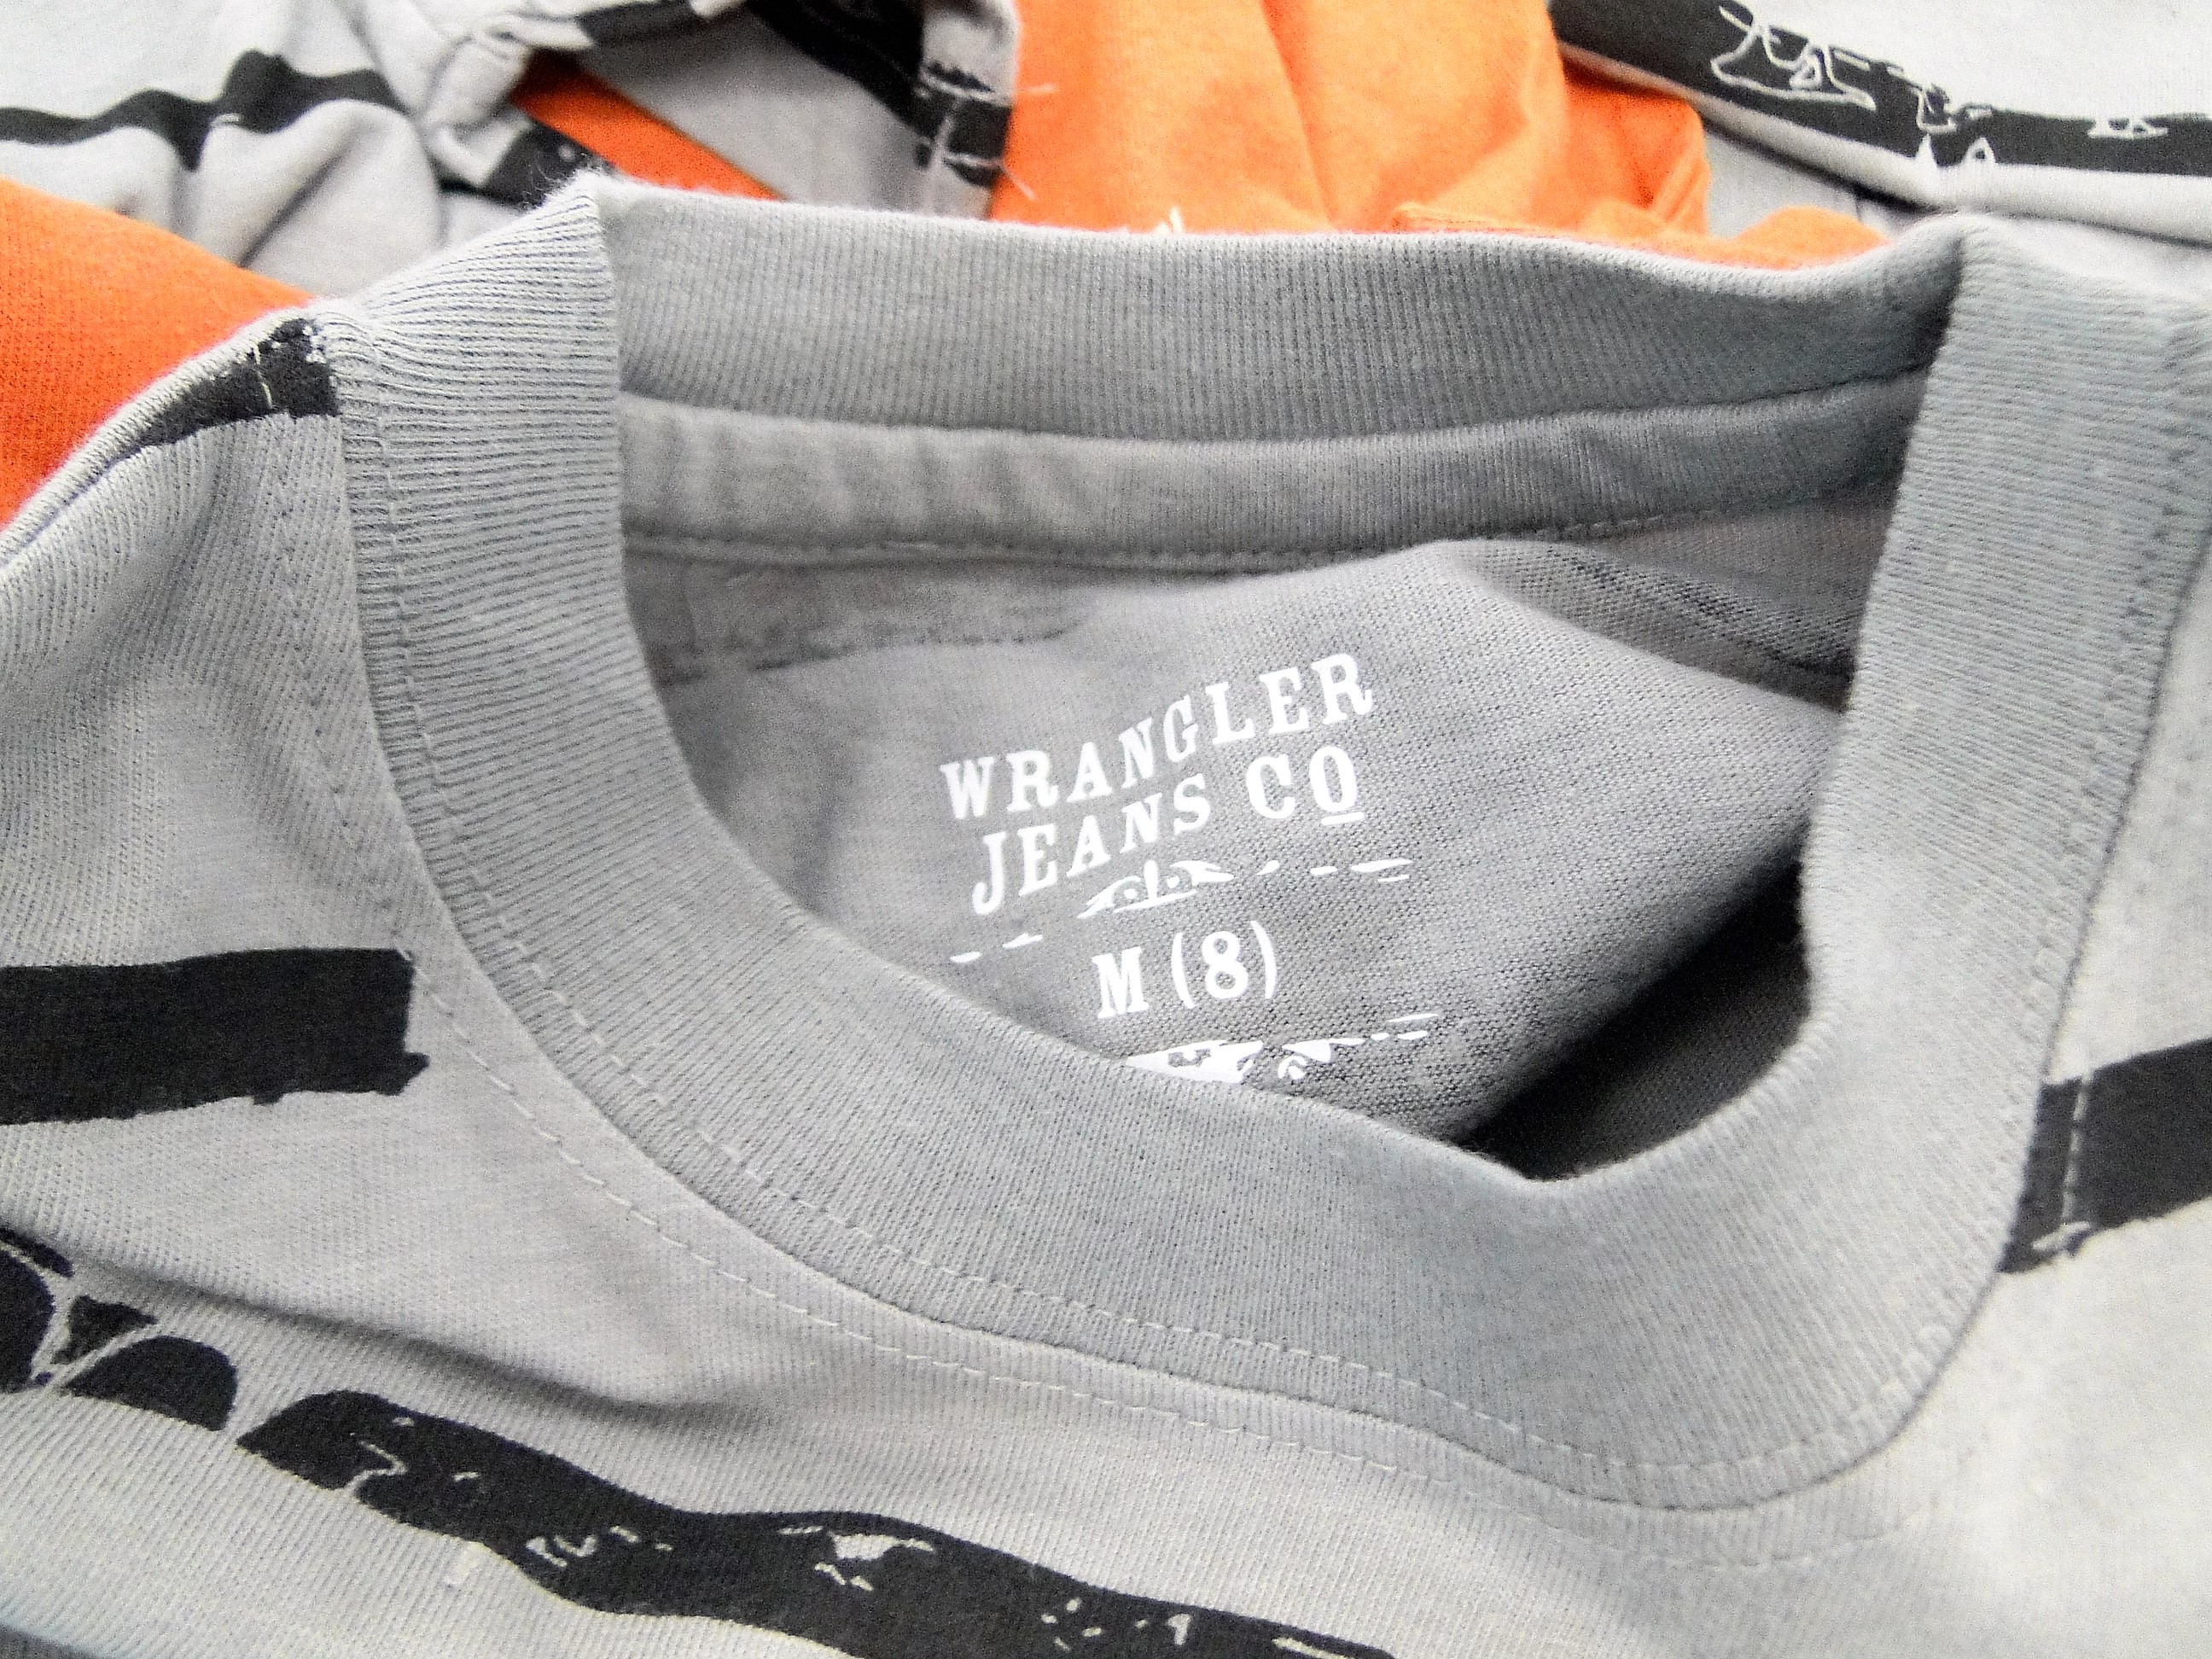 WRANGLER
JEANS CO
M (8)